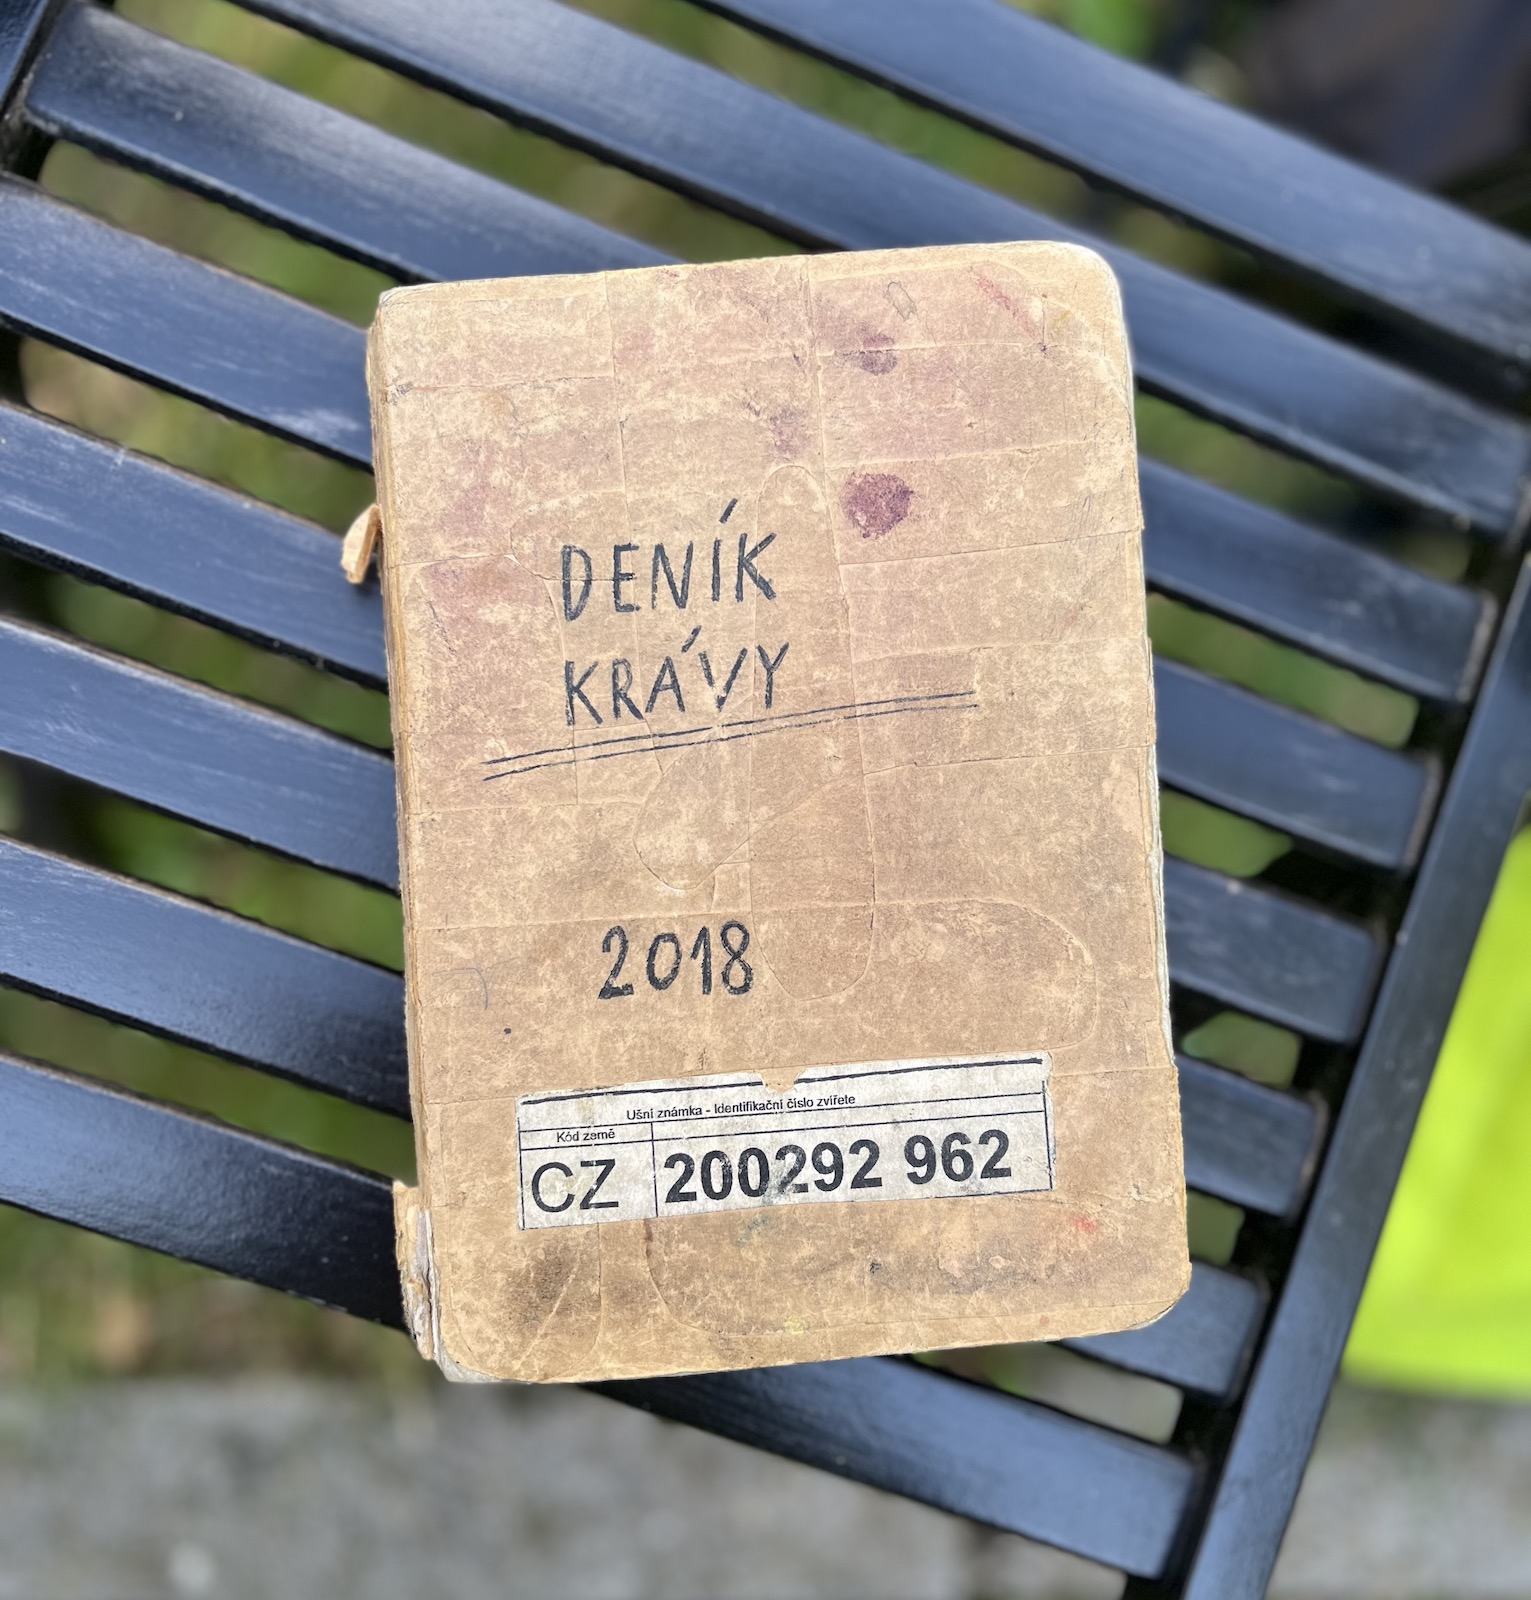 DENÍK
KRÁVY
2018
Ušní známka - Identifikační číslo zvířete
Kód země
CZ 200292 962